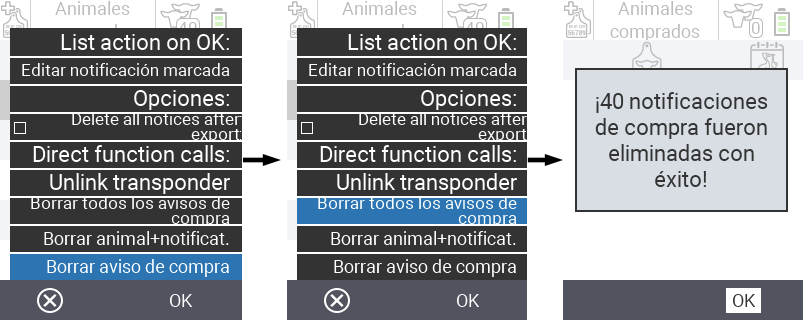 Animales
List action on OK:
Editar notificación marcada
Opciones:
Delete all notices after
export
Direct function calls:
Unlink transponder
Borrar todos los avisos de
compra
Borrar animal+notificat.
Borrar aviso de compra
OK
Animales
List action on OK:
Editar notificación marcada
Opciones:
Delete all notices after
export
Direct function calls:
Unlink transponder
Borrar todos los avisos de
compra
Borrar animal+notificat.
Borrar aviso de compra
OK
Animales
comprados
0
¡40 notificaciones
de compra fueron
eliminadas con
éxito!
OK